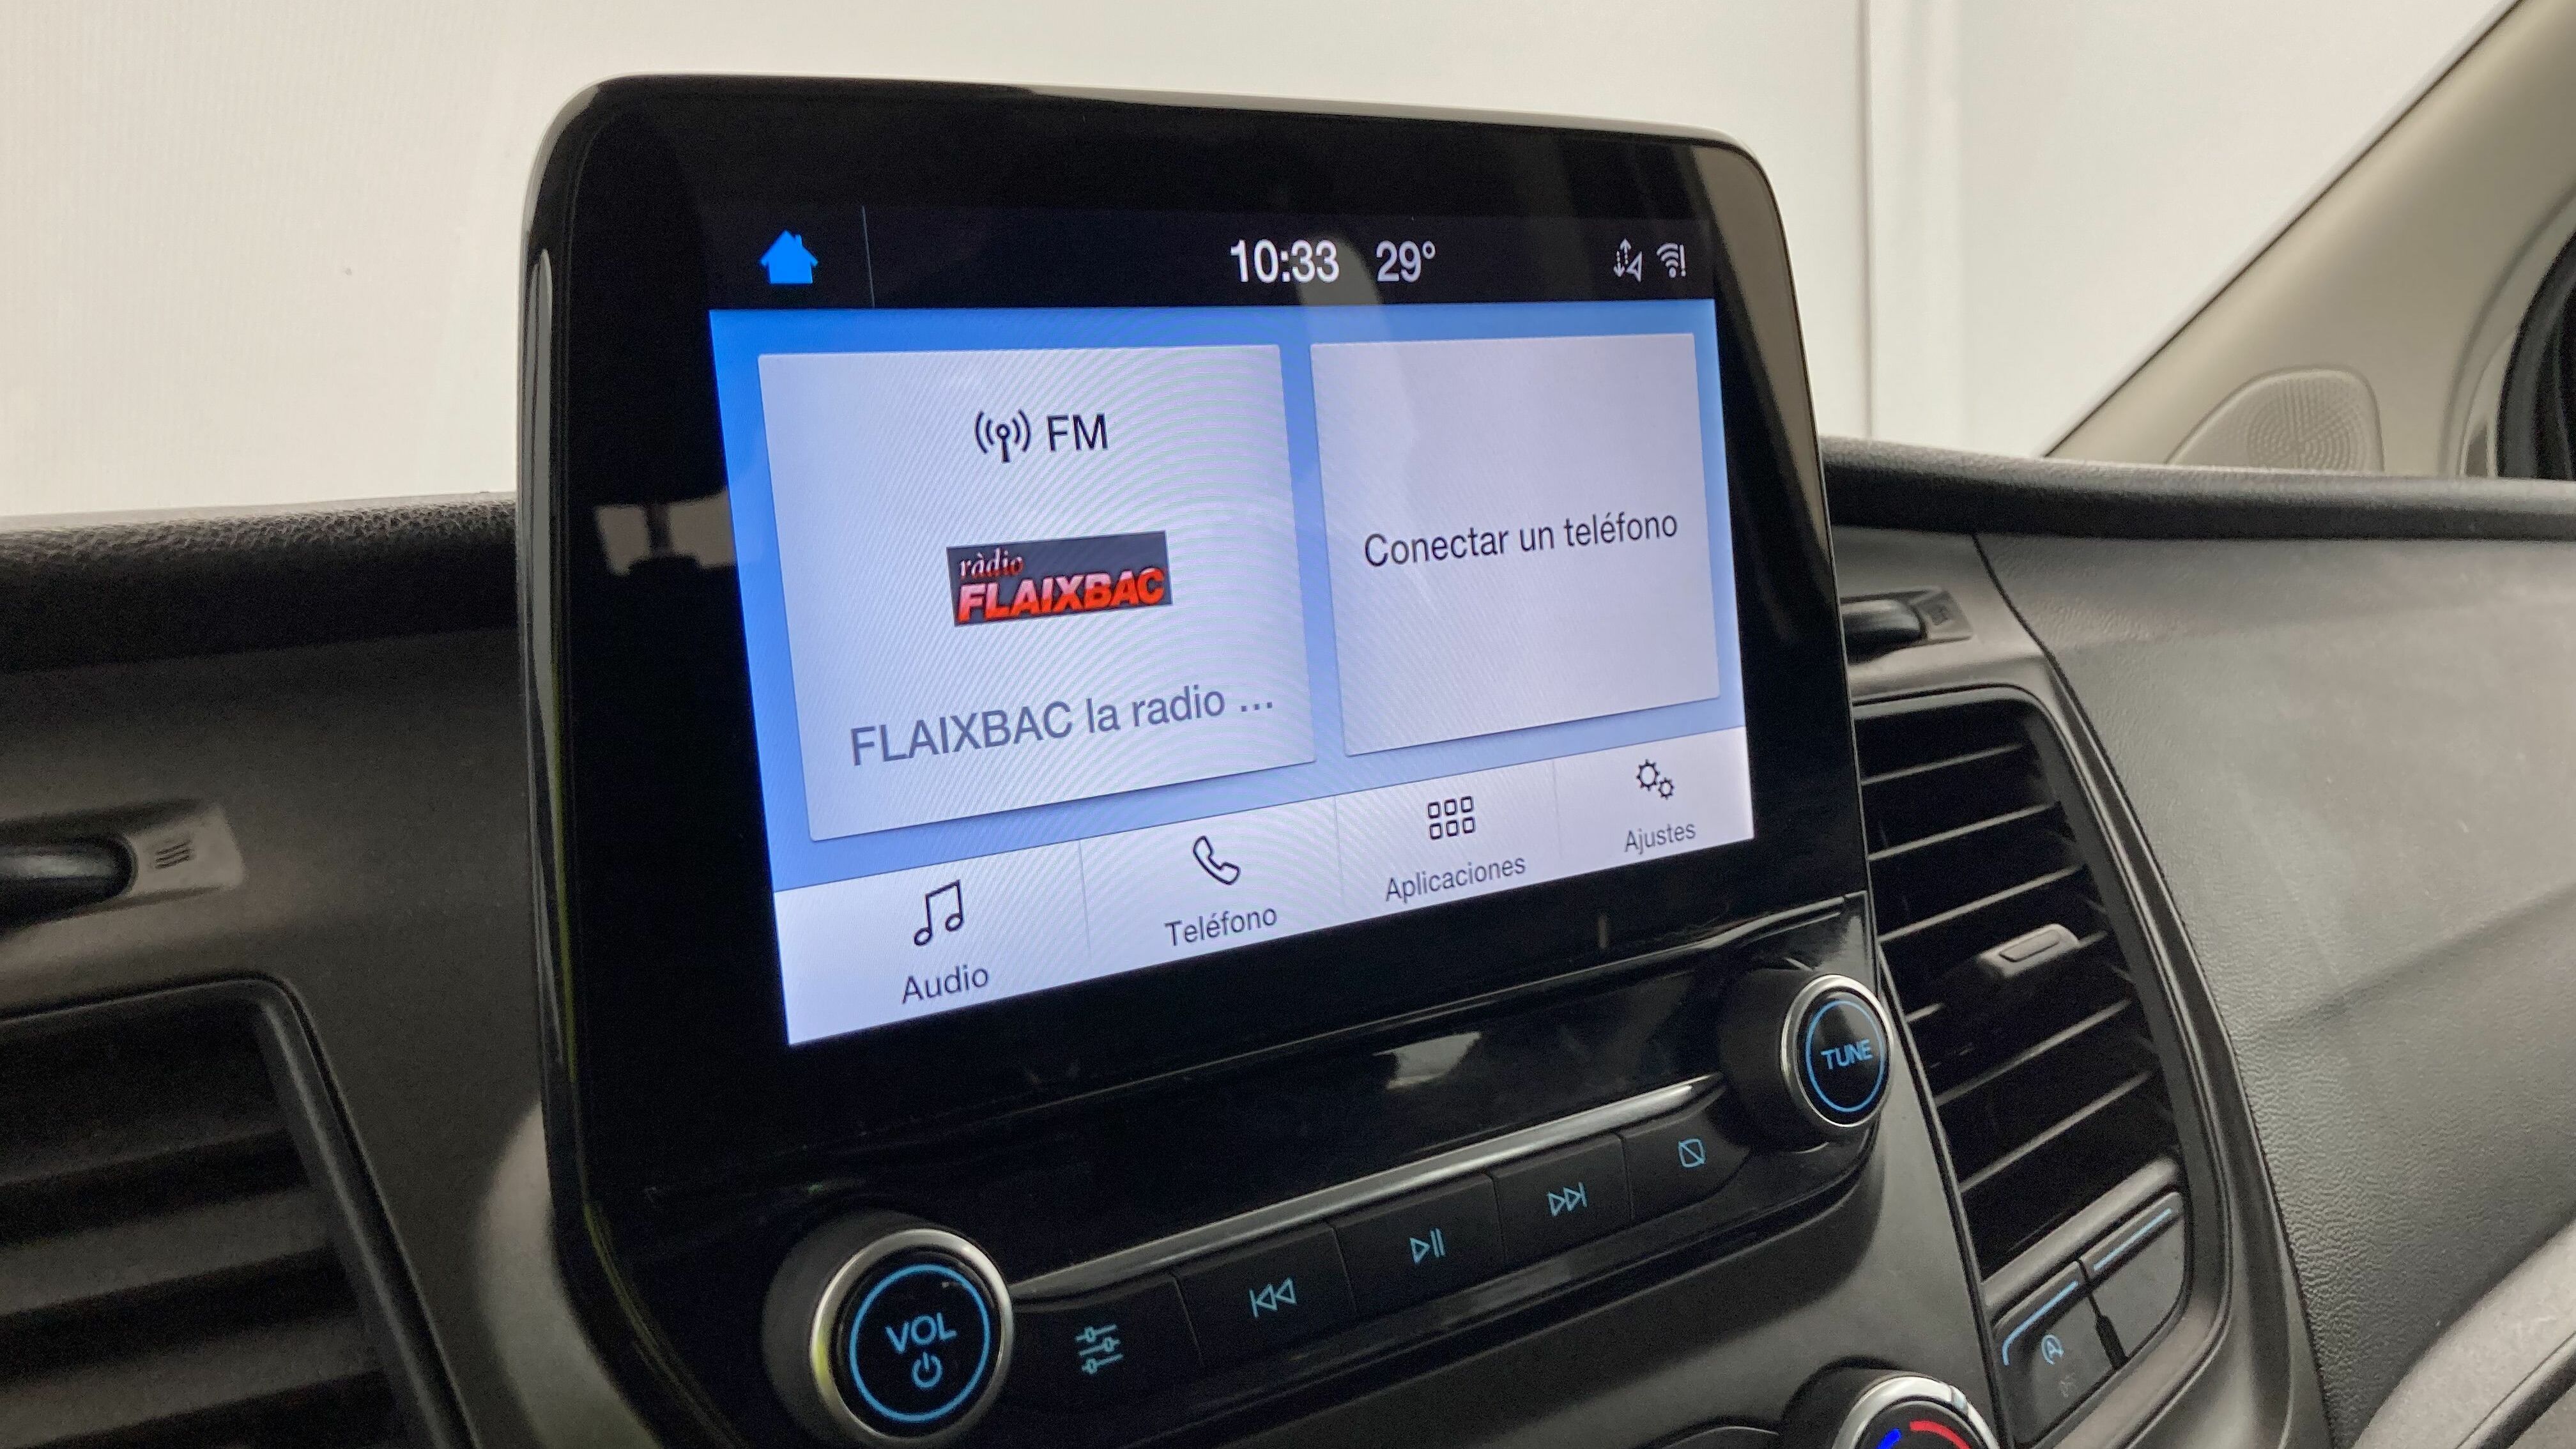 10:33 29°
FM
ràdio
FLAIXBAC
FLAIXBAC la radio ...
Conectar un teléfono
Audio
Teléfono
Aplicaciones
Ajustes
TUNE
VOL